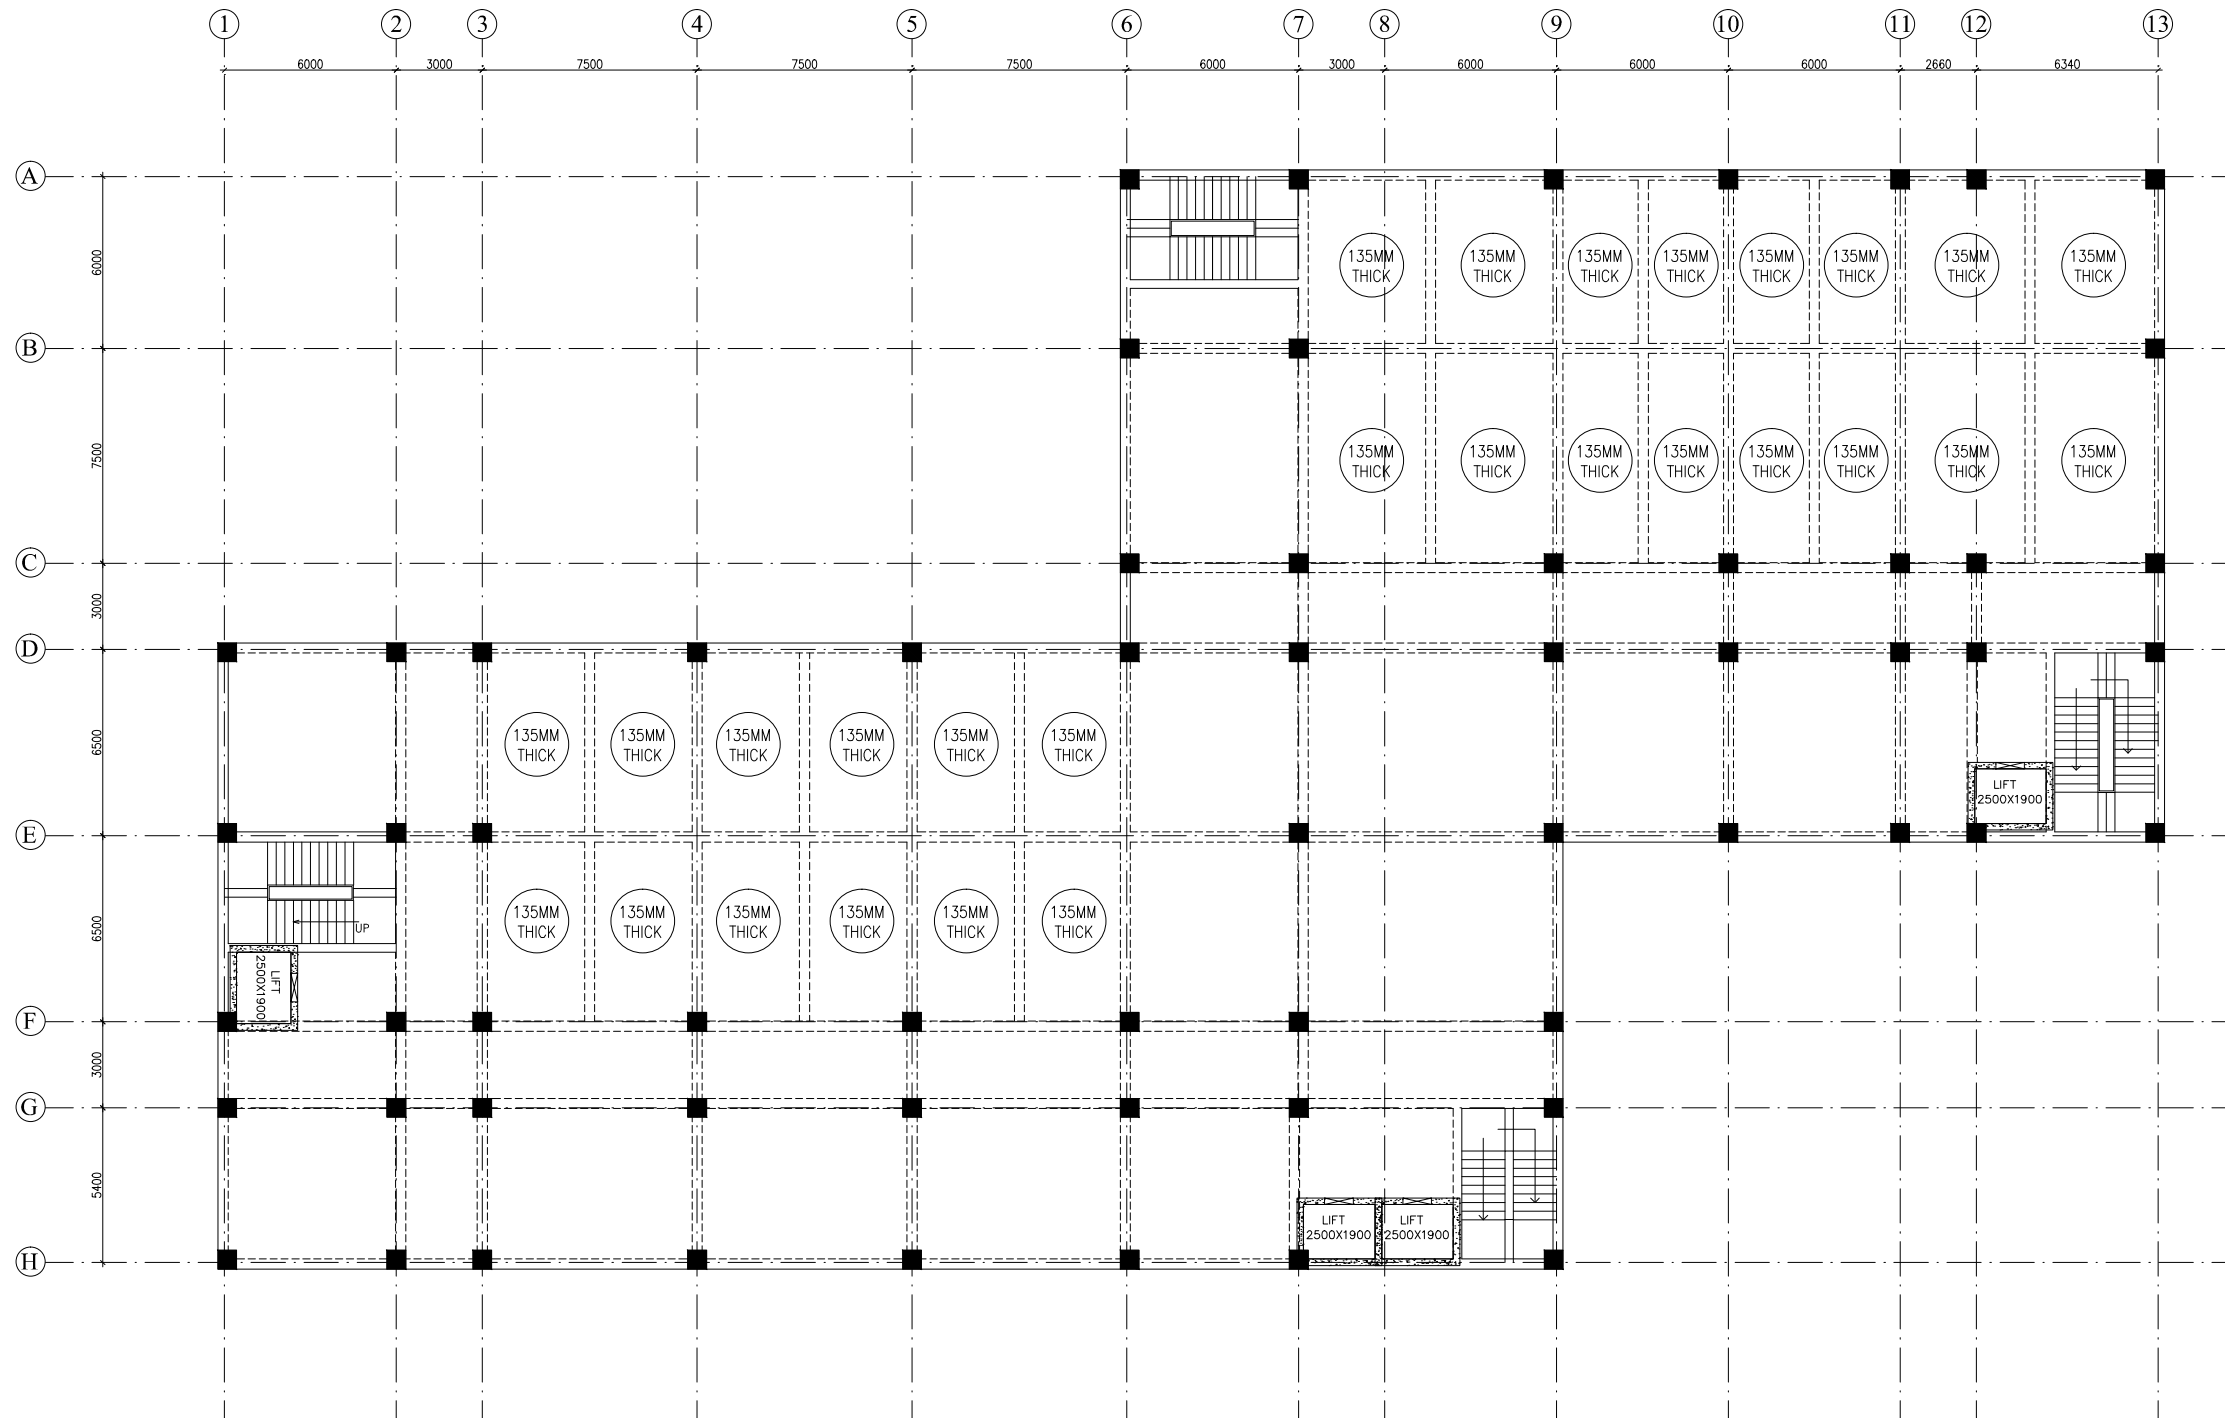 1 2 3 4 5 6 7 8 9 10 11 12 13
6000 3000 7500 7500 7500 6000 3000 6000 6000 6000 2660 6340
A
6000
135MM 135MM 135MM 135MM 135MM 135MM 135MM 135MM
THICK THICK THICK THICK THICK THICK THICK THICK
B
7500
135MM 135MM 135MM 135MM 135MM 135MM 135MM 135MM
THICK THICK THICK THICK THICK THICK THICK THICK
C
3000
D
6500
135MM 135MM 135MM 135MM 135MM 135MM
THICK THICK THICK THICK THICK THICK
LIFT
2500X1900
E
6500
135MM 135MM 135MM 135MM 135MM 135MM
THICK THICK THICK THICK THICK THICK
UP
LIFT
2500X1900
F
3000
G
5400
LIFT LIFT
2500X1900 2500X1900
H